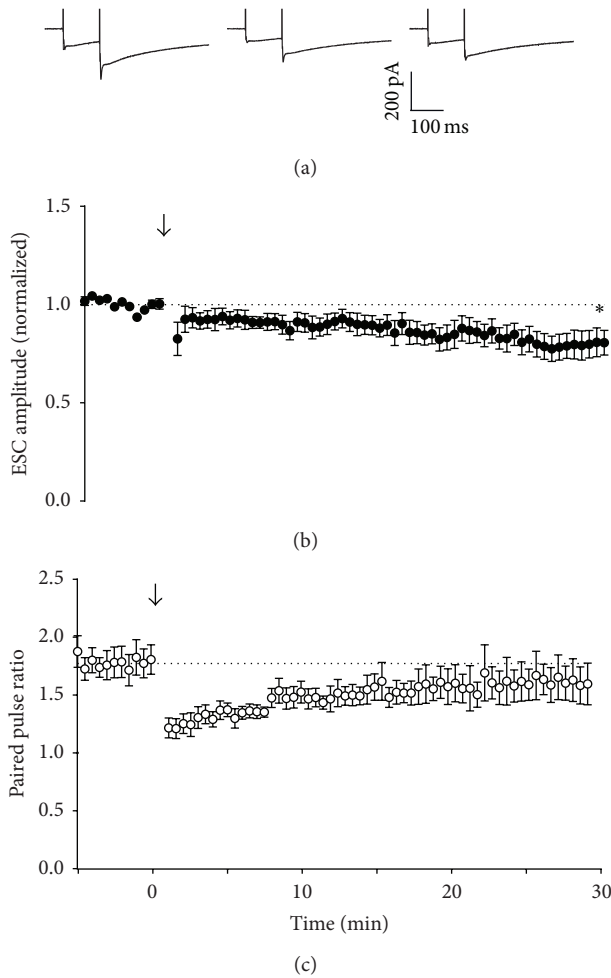 200 pA
100 ms
(a)
1.5
1.0
0.5
0.0
ESC amplitude (normalized)
*
(b)
2.5
2.0
1.5
1.0
0.5
0.0
Paired pulse ratio
0
10
20
30
Time (min)
(c)